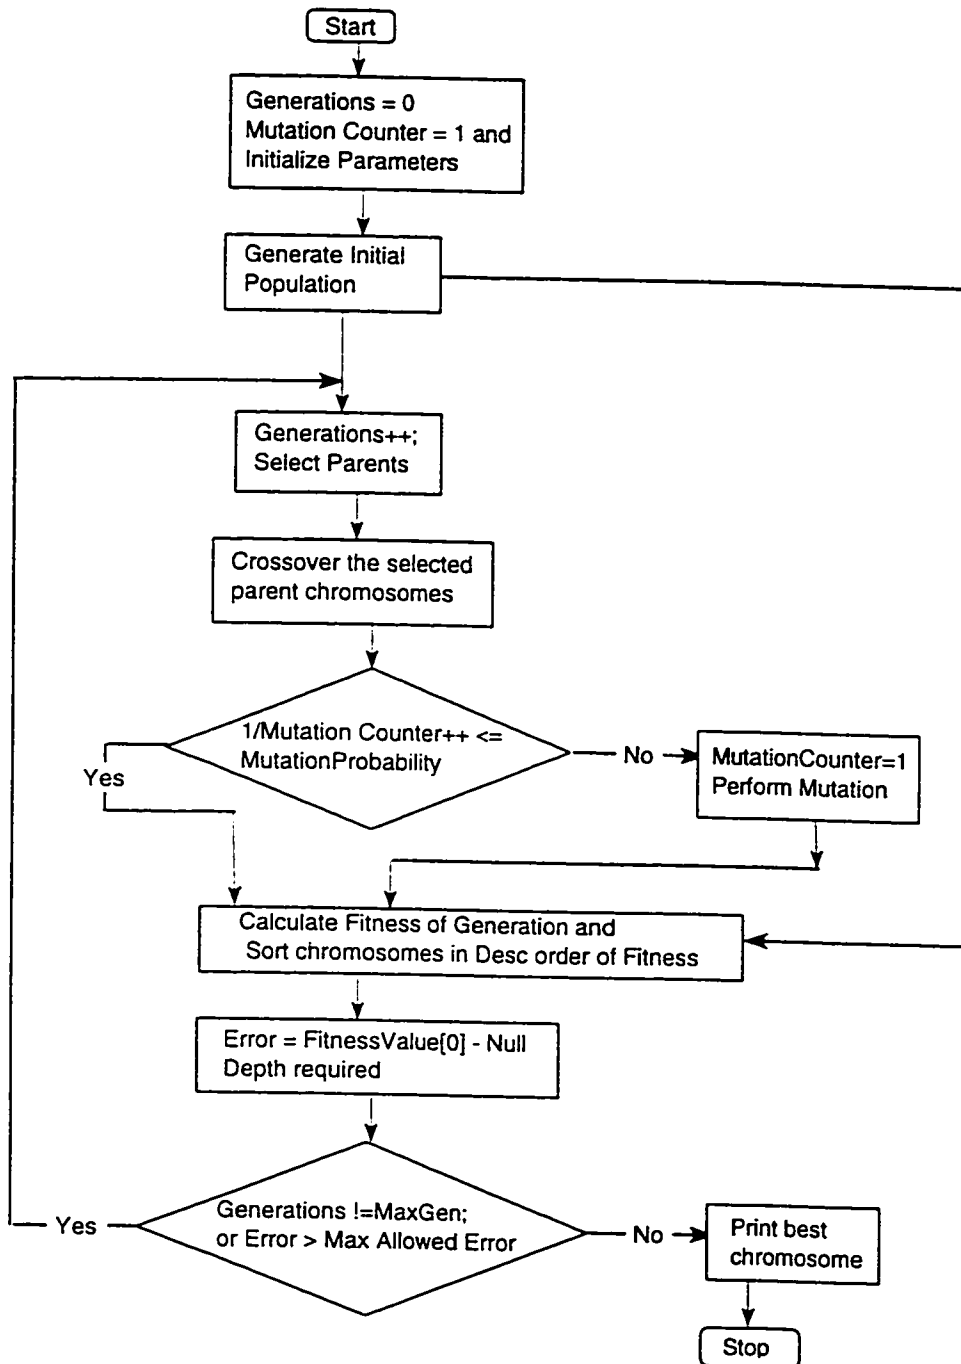 Start
Generations = 0
Mutation Counter = 1 and
Initialize Parameters
Generate Initial
Population
Generations++;
Select Parents
Crossover the selected
parent chromosomes
1/Mutation Counter++ <=
MutationProbability
Yes
No
MutationCounter=1
Perform Mutation
Calculate Fitness of Generation and
Sort chromosomes in Desc order of Fitness
Error = FitnessValue[0] - Null
Depth required
Generations !=MaxGen;
or Error > Max Allowed Error
Yes
No
Print best
chromosome
Stop